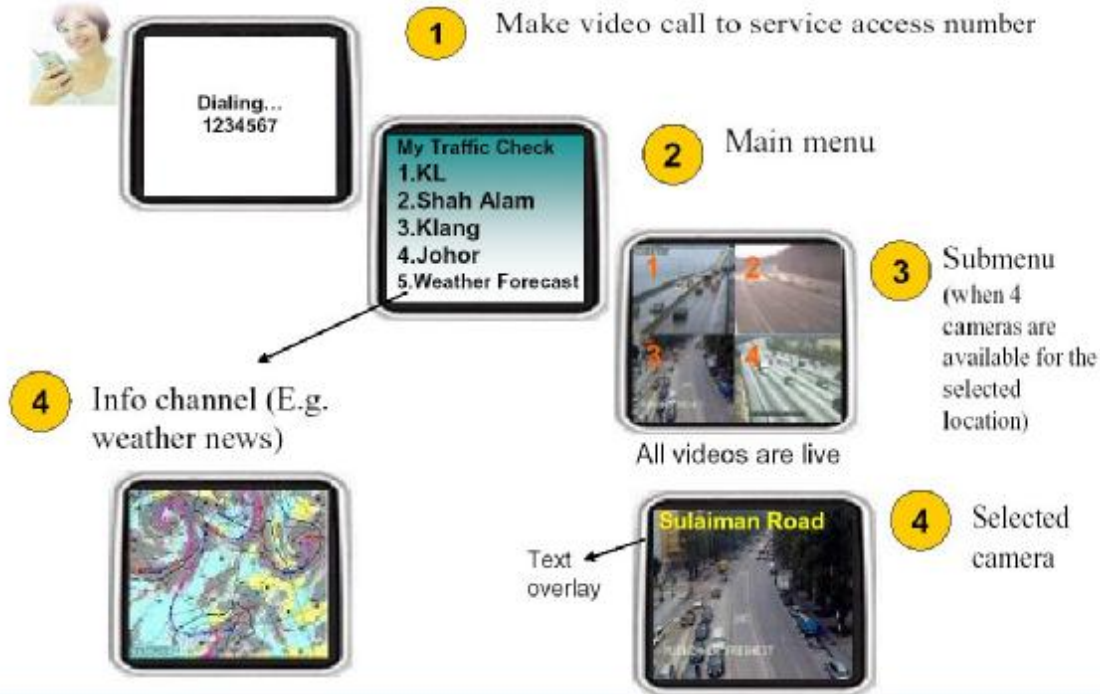 1 Make video call to service access number
Dialing...
1234567
2 Main menu
My Traffic Check
1.KL
2.Shah Alam
3.Klang
4.Johor
5.Weather Forecast
3 Submenu
(when 4
cameras are
available for the
selected
location)
1
2
3
4
All videos are live
4 Info channel (E.g.
weather news)
4 Selected
camera
Sulaiman Road
Text
overlay